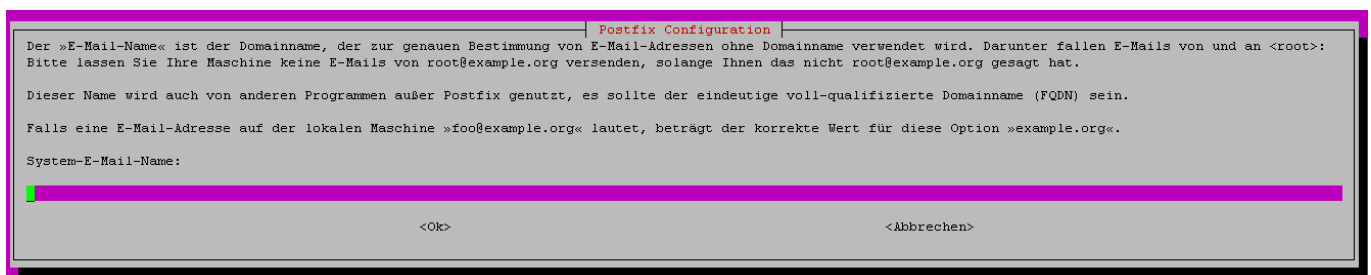 Postfix Configuration
Der »E-Mail-Name« ist der Domainname, der zur genauen Bestimmung von E-Mail-Adressen ohne Domainname verwendet wird. Darunter fallen E-Mails von und an <root>:
Bitte lassen Sie Ihre Maschine keine E-Mails von root@example.org versenden, solange Ihnen das nicht root@example.org gesagt hat.
Dieser Name wird auch von anderen Programmen außer Postfix genutzt, es sollte der eindeutige voll-qualifizierte Domainname (FQDN) sein.
Falls eine E-Mail-Adresse auf der lokalen Maschine »foo@example.org« lautet, beträgt der korrekte Wert für diese Option »example.org«.
System-E-Mail-Name:
<Ok> <Abbrechen>